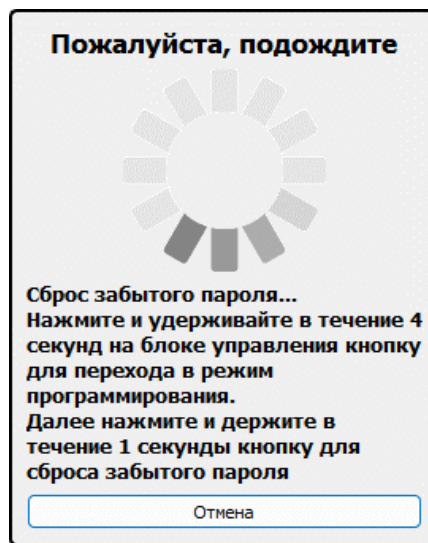 Пожалуйста, подождите
Сброс забытого пароля...
Нажмите и удерживайте в течение 4
секунд на блоке управления кнопку
для перехода в режим
программирования.
Далее нажмите и держите в
течение 1 секунды кнопку для
сброса забытого пароля
Отмена